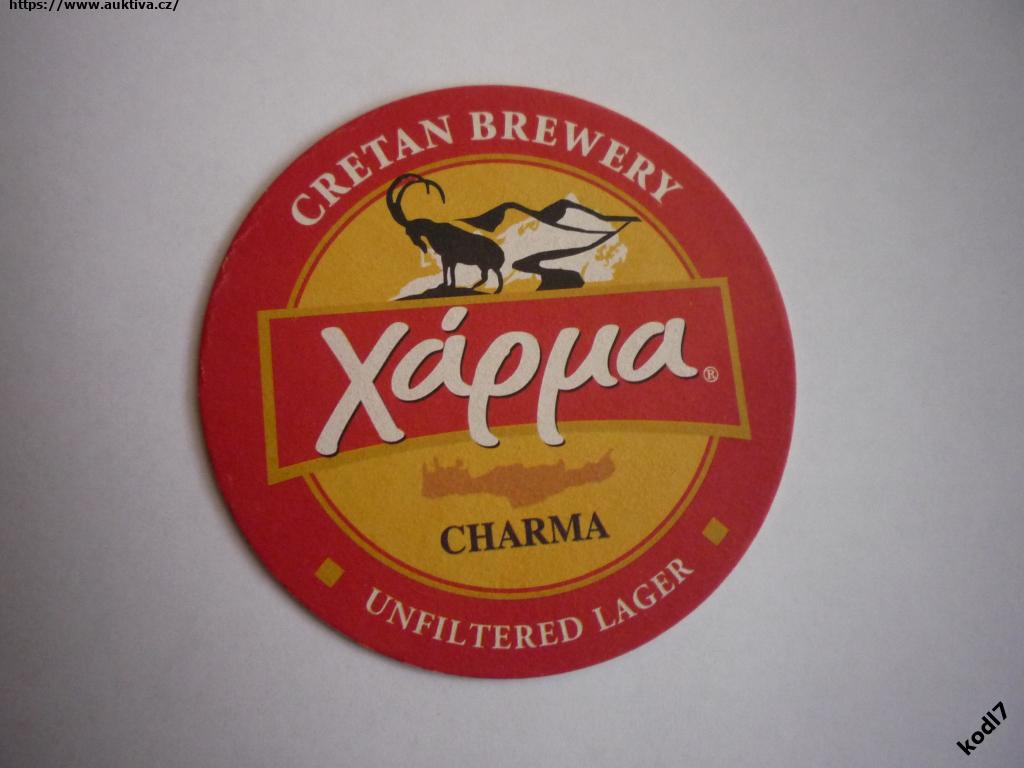 https://www.auktiva.cz/
CRETAN BREWERY
Χάρμα ®
CHARMA
UNFILTERED LAGER
kodl7